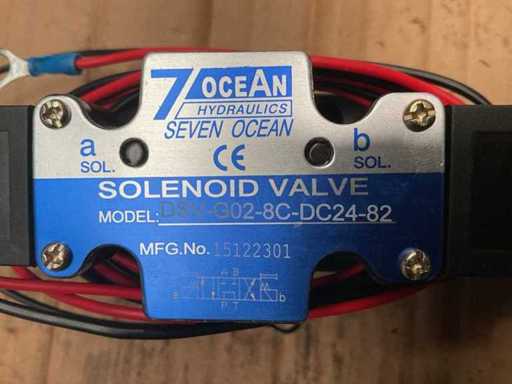 7 OCEAN
HYDRAULICS
SEVEN OCEAN
a
SOL.
b
SOL.
CE
SOLENOID VALVE
MODEL: DSV-G02-8C-DC24-82
MFG.No. 15122301
A B
a
b
P T